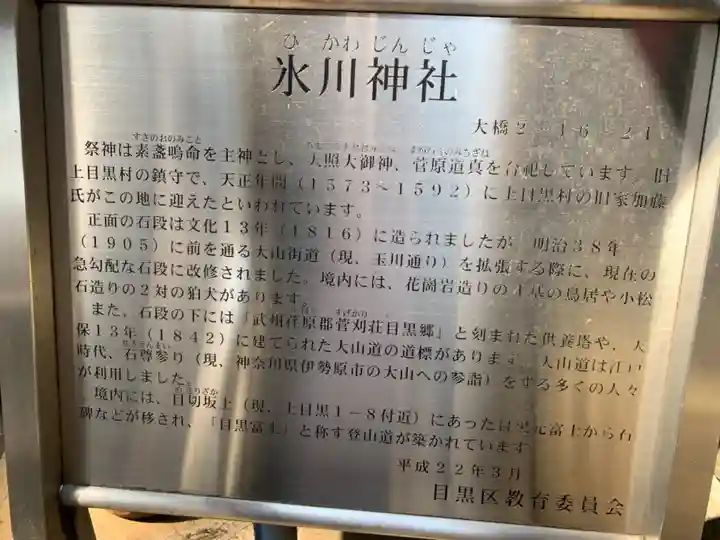 ひかわじんじゃ
氷川神社
大橋2-16-21
すさのおのみこと
祭神は素盞嗚命を主神とし、天照大御神、菅原道真を合祀しています。旧
上目黒村の鎮守で、天正年間(1573~1592)に上目黒村の旧家加藤
氏がこの地に迎えたといわれています。
正面の石段は文化13年(1816)に造られましたが、明治38年
(1905)に前を通る大山街道(現、玉川通り)を拡張する際に、現在の
急勾配な石段に改修されました。境内には、花崗岩造りの4基の鳥居や小松
石造りの2対の狛犬があります。
すげかり
また、石段の下には「武州荏原郡菅刈荘目黒郷」と刻まれた供養塔や、天
保13年(1842)に建てられた大山道の道標があります。大山道は江戸
時代、石尊参り(現、神奈川県伊勢原市の大山への参詣)をする多くの人々
が利用しました。
境内には、目切坂上(現、上目黒1-8付近)にあった目黒元富士から石
碑などが移され、「目黒富士」と称す登山道が築かれています
平成22年3月
目黒区教育委員会